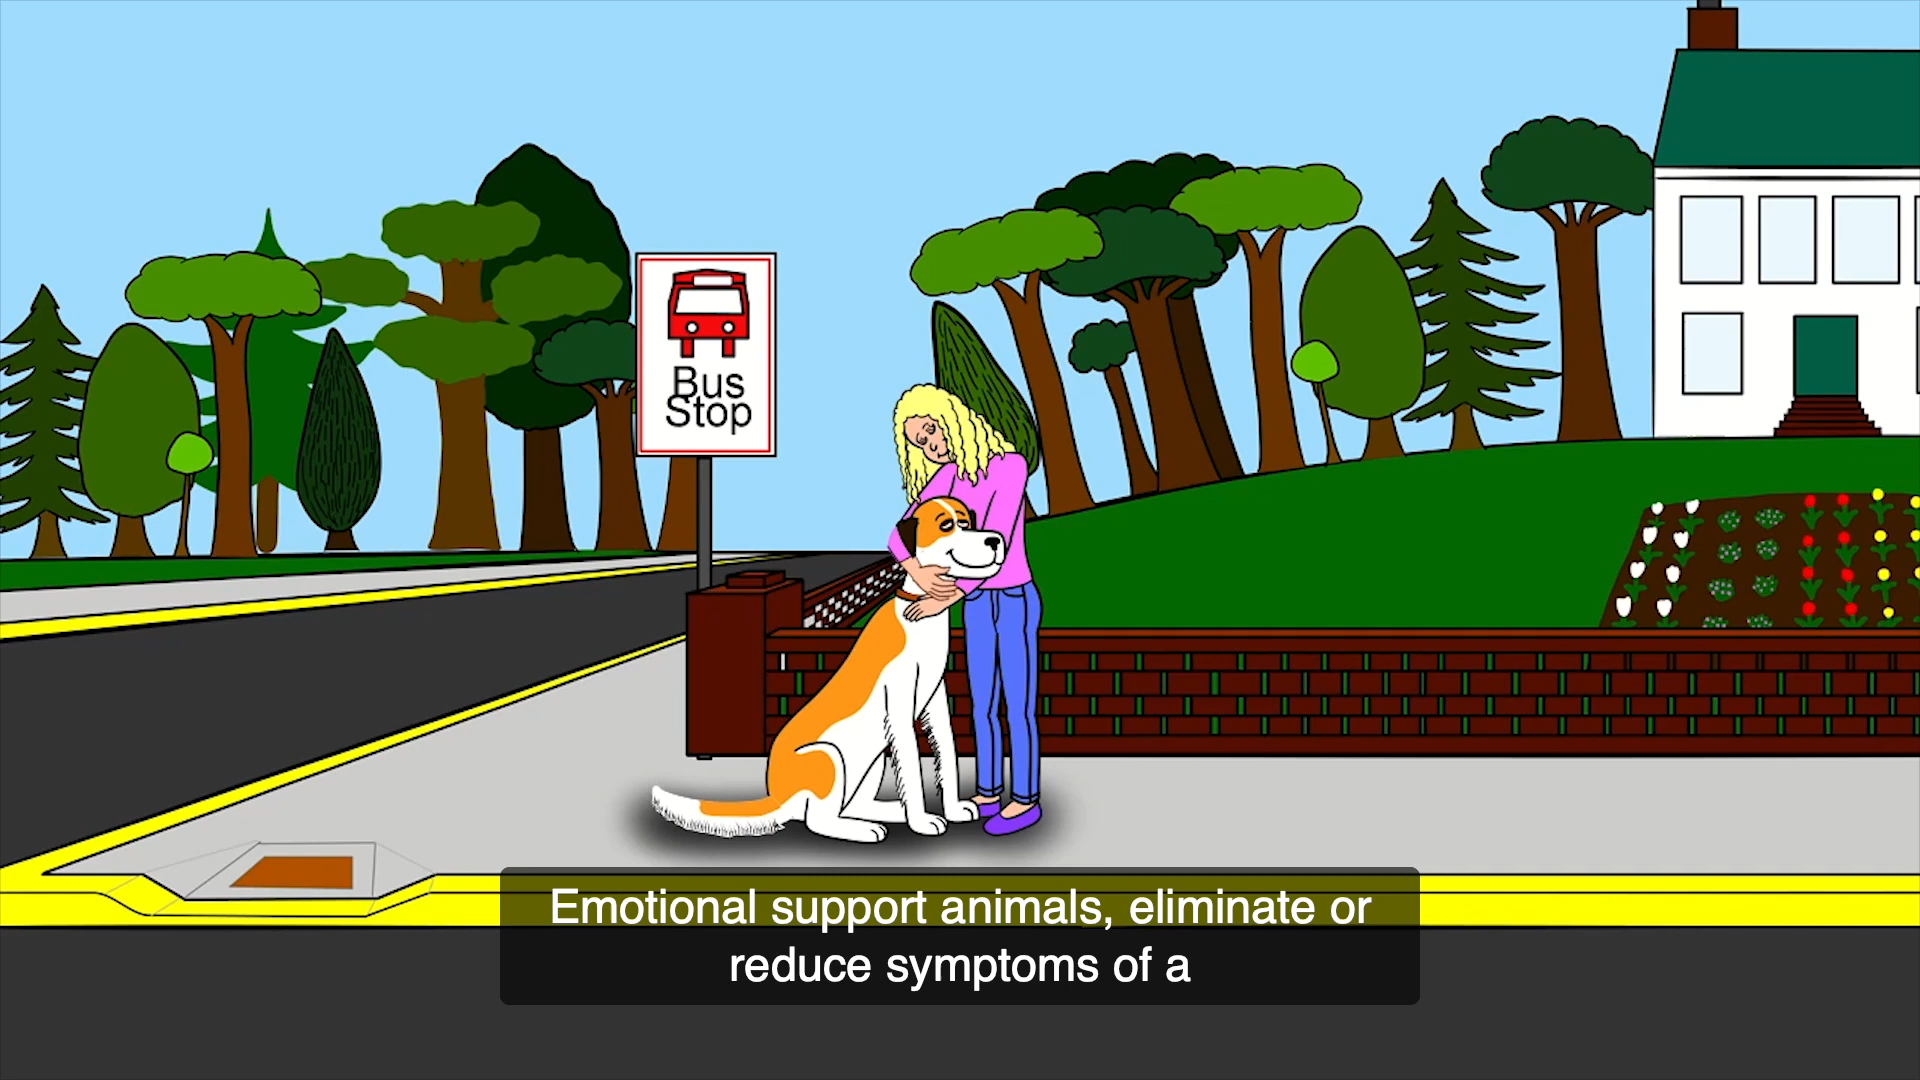 Bus
Stop
Emotional support animals, eliminate or
reduce symptoms of a